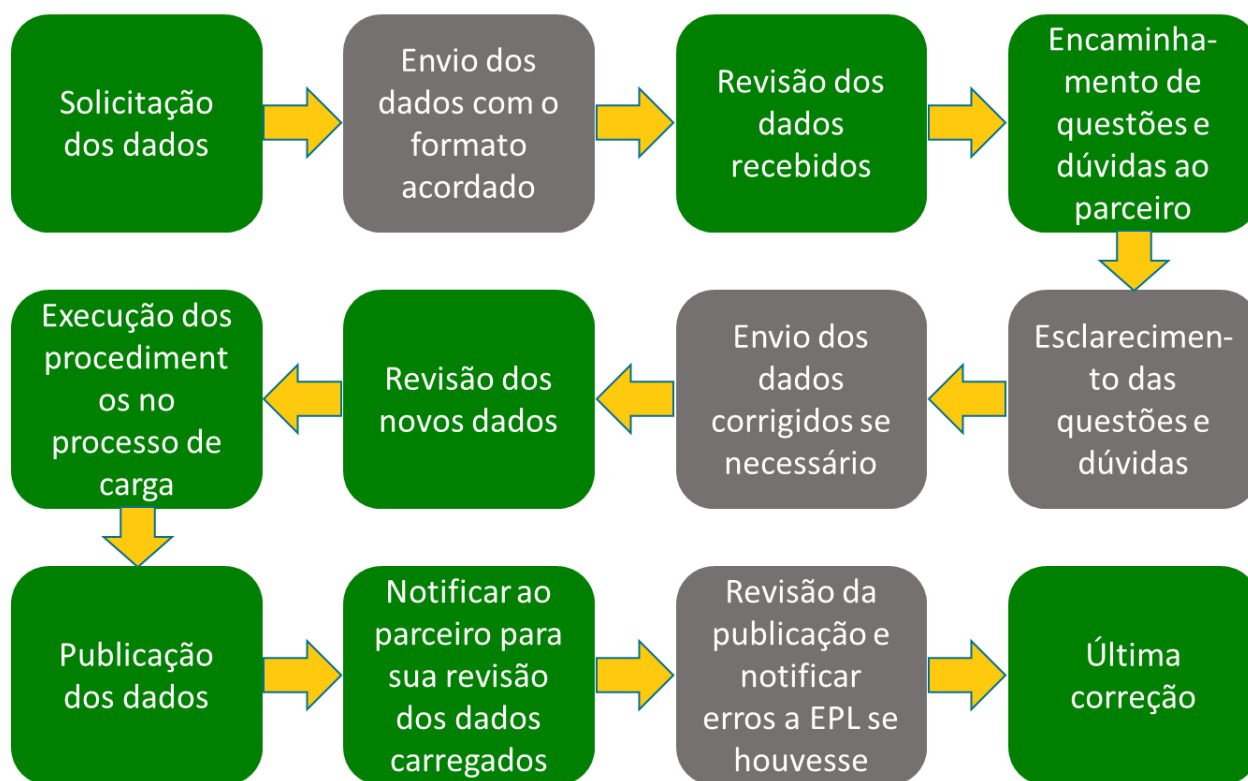 Solicitação
dos dados
Envio dos
dados com o
formato
acordado
Revisão dos
dados
recebidos
Encaminha-
mento de
questões e
dúvidas ao
parceiro
Esclarecimen-
to das
questões e
dúvidas
Envio dos
dados
corrigidos se
necessário
Revisão dos
novos dados
Execução dos
procediment
os no
processo de
carga
Publicação
dos dados
Notificar ao
parceiro para
sua revisão
dos dados
carregados
Revisão da
publicação e
notificar
erros a EPL se
houvesse
Última
correção